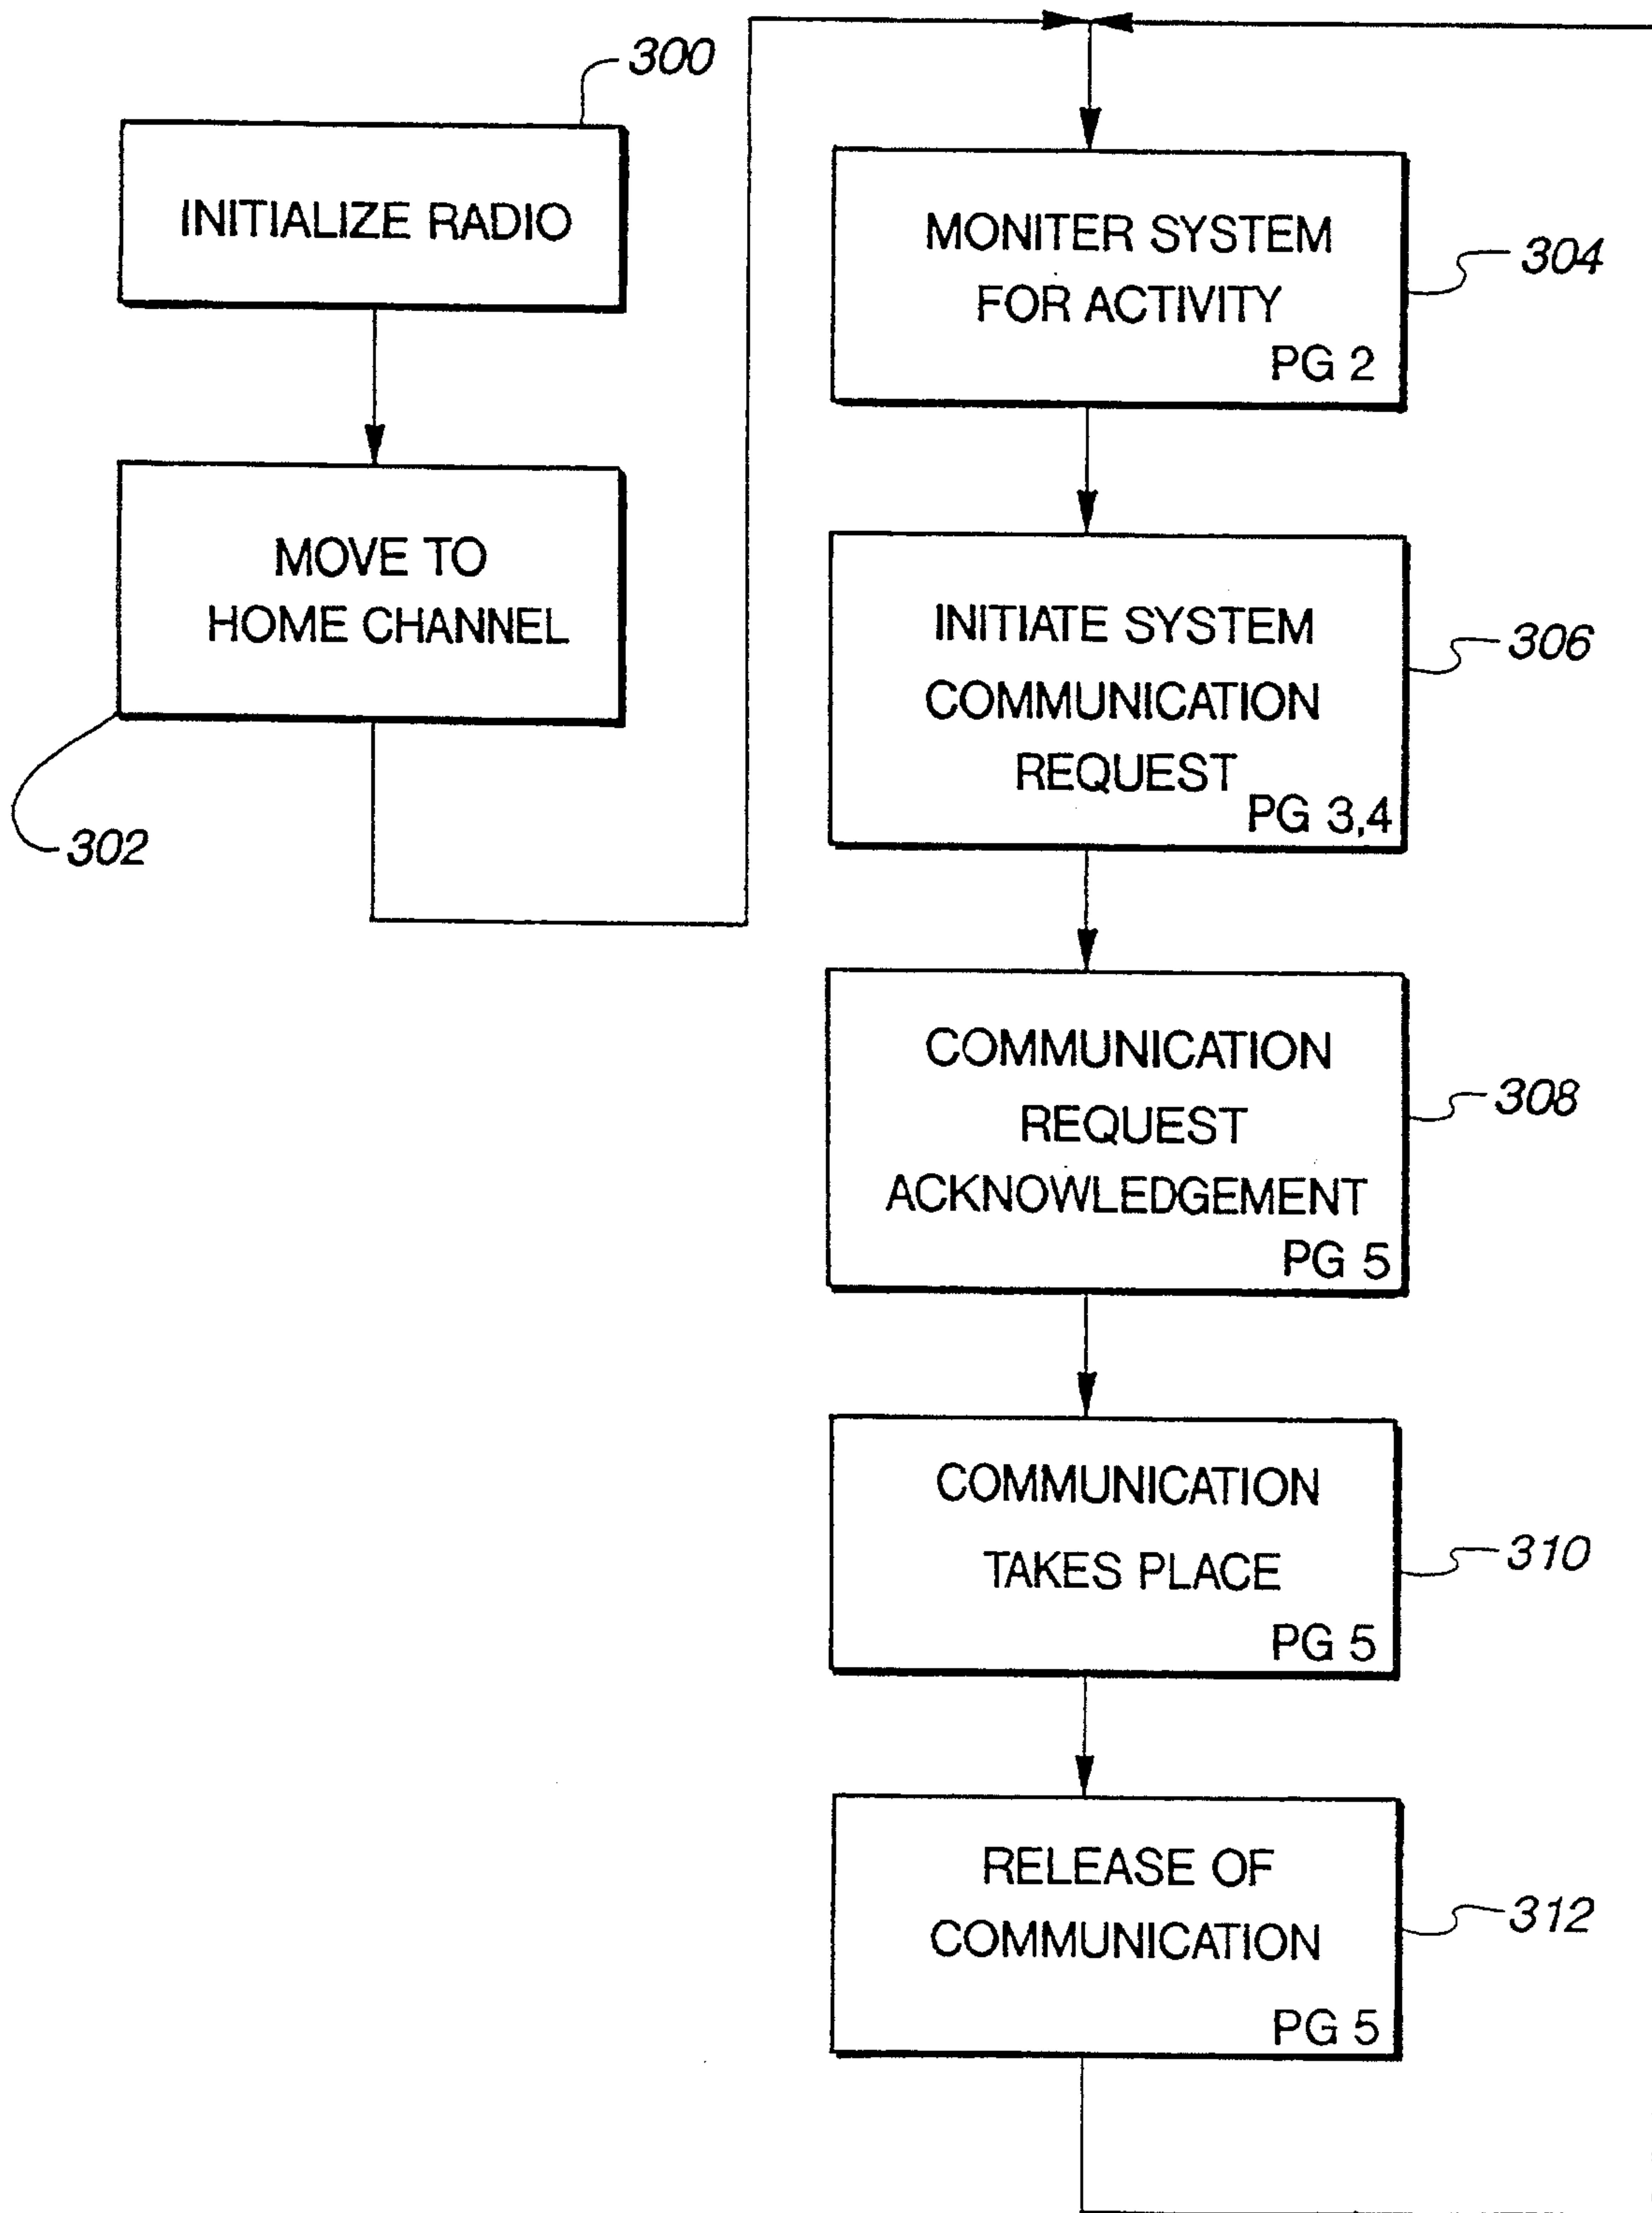 300
INITIALIZE RADIO
MOVE TO
HOME CHANNEL
302
MONITER SYSTEM
FOR ACTIVITY
PG 2
304
INITIATE SYSTEM
COMMUNICATION
REQUEST
PG 3,4
306
COMMUNICATION
REQUEST
ACKNOWLEDGEMENT
PG 5
308
COMMUNICATION
TAKES PLACE
PG 5
310
RELEASE OF
COMMUNICATION
PG 5
312